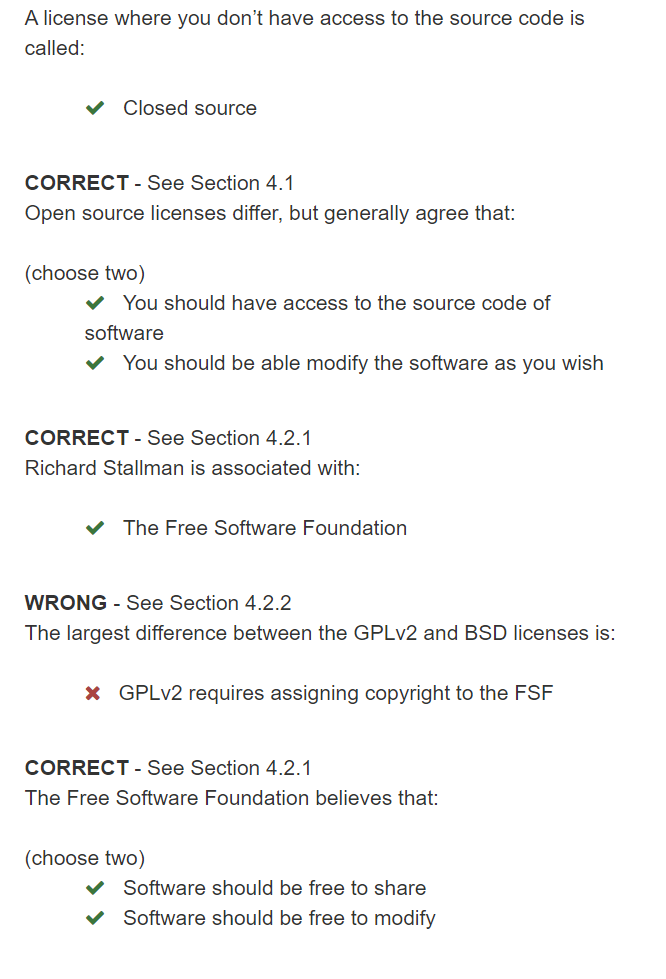 A license where you don’t have access to the source code is
called:
✔ Closed source
CORRECT - See Section 4.1
Open source licenses differ, but generally agree that:
(choose two)
✔ You should have access to the source code of
software
✔ You should be able modify the software as you wish
CORRECT - See Section 4.2.1
Richard Stallman is associated with:
✔ The Free Software Foundation
WRONG - See Section 4.2.2
The largest difference between the GPLv2 and BSD licenses is:
✖ GPLv2 requires assigning copyright to the FSF
CORRECT - See Section 4.2.1
The Free Software Foundation believes that:
(choose two)
✔ Software should be free to share
✔ Software should be free to modify